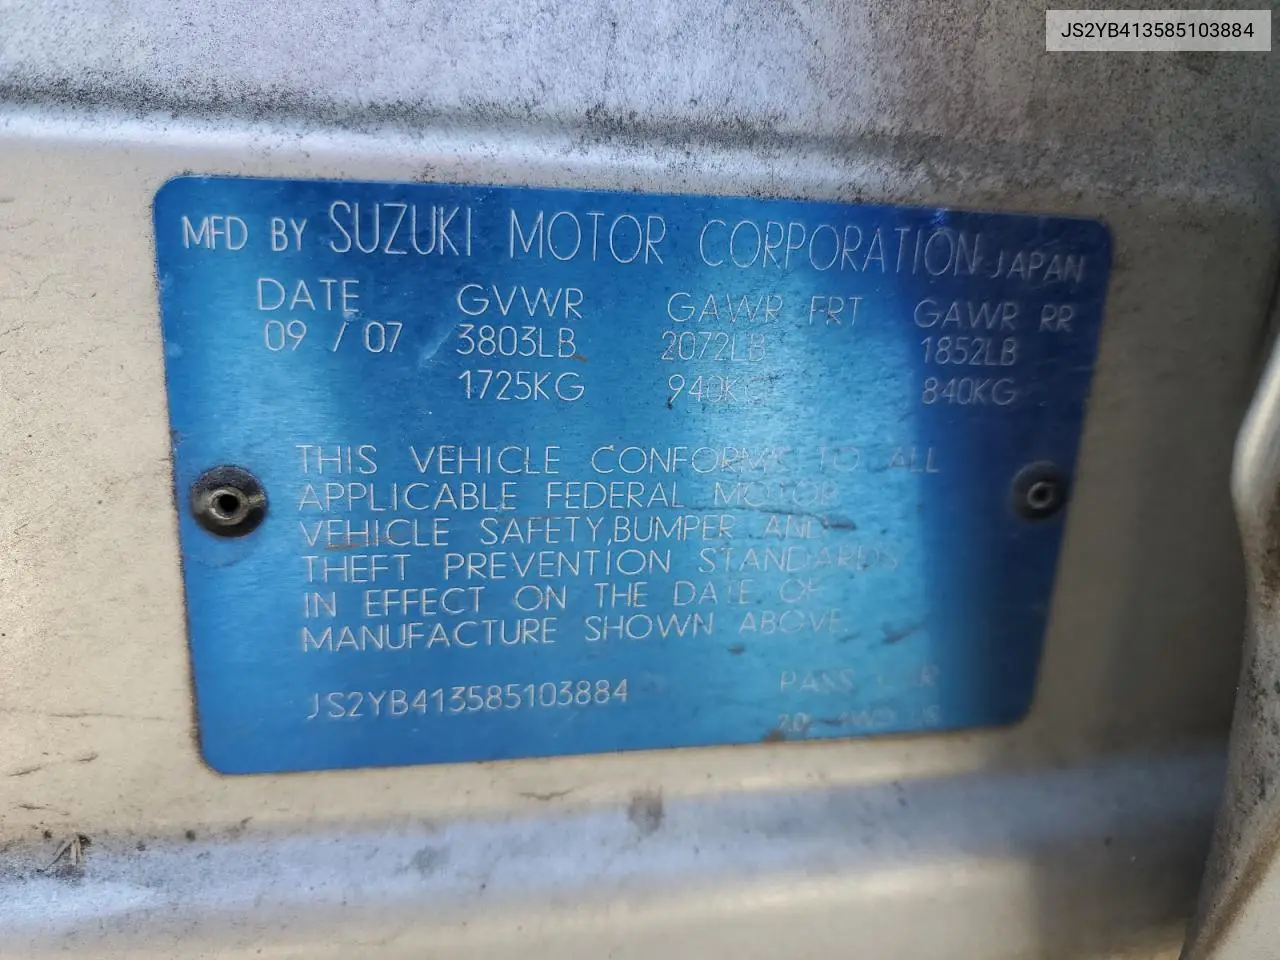 JS2YB413585103884
MFD BY SUZUKI MOTOR CORPORATION JAPAN
DATE GVWR GAWR FRT GAWR RR
09 / 07 3803LB 2072LB 1852LB
1725KG 940KG 840KG
THIS VEHICLE CONFORMS TO ALL
APPLICABLE FEDERAL MOTOR
VEHICLE SAFETY, BUMPER AND
THEFT PREVENTION STANDARDS
IN EFFECT ON THE DATE OF
MANUFACTURE SHOWN ABOVE.
JS2YB413585103884 PASS